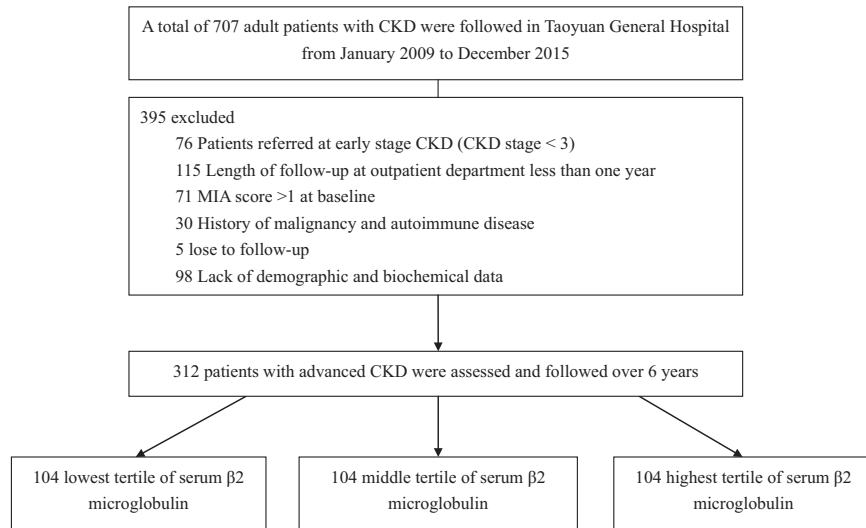 A total of 707 adult patients with CKD were followed in Taoyuan General Hospital
from January 2009 to December 2015
395 excluded
76 Patients referred at early stage CKD (CKD stage < 3)
115 Length of follow-up at outpatient department less than one year
71 MIA score >1 at baseline
30 History of malignancy and autoimmune disease
5 lose to follow-up
98 Lack of demographic and biochemical data
312 patients with advanced CKD were assessed and followed over 6 years
104 lowest tertile of serum β2
microglobulin
104 middle tertile of serum β2
microglobulin
104 highest tertile of serum β2
microglobulin